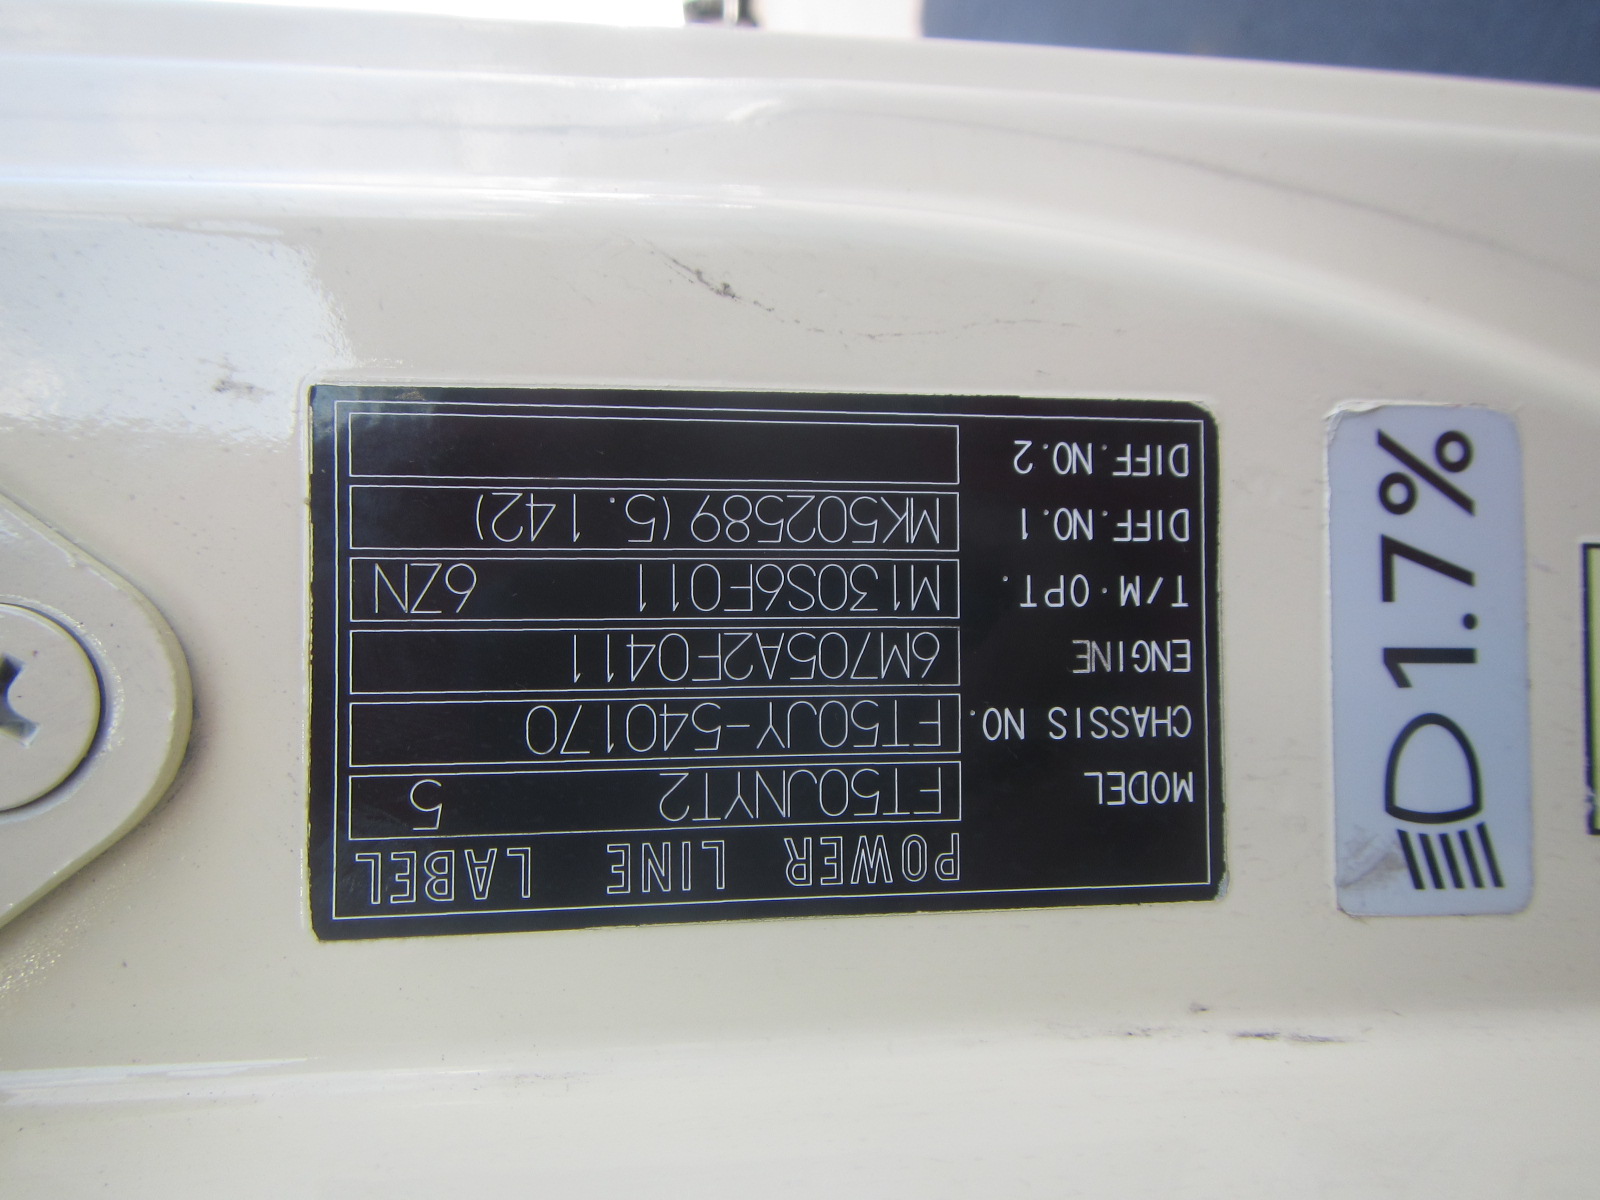 POWER LINE LABEL
MODEL FT50JNYT2 5
CHASSIS NO. FT50JY-540170
ENGINE 6M705A2F0411
T/M·OPT. M130S6F011 6ZN
DIFF.NO.1 MK502589(5.142)
DIFF.NO.2
1.7%